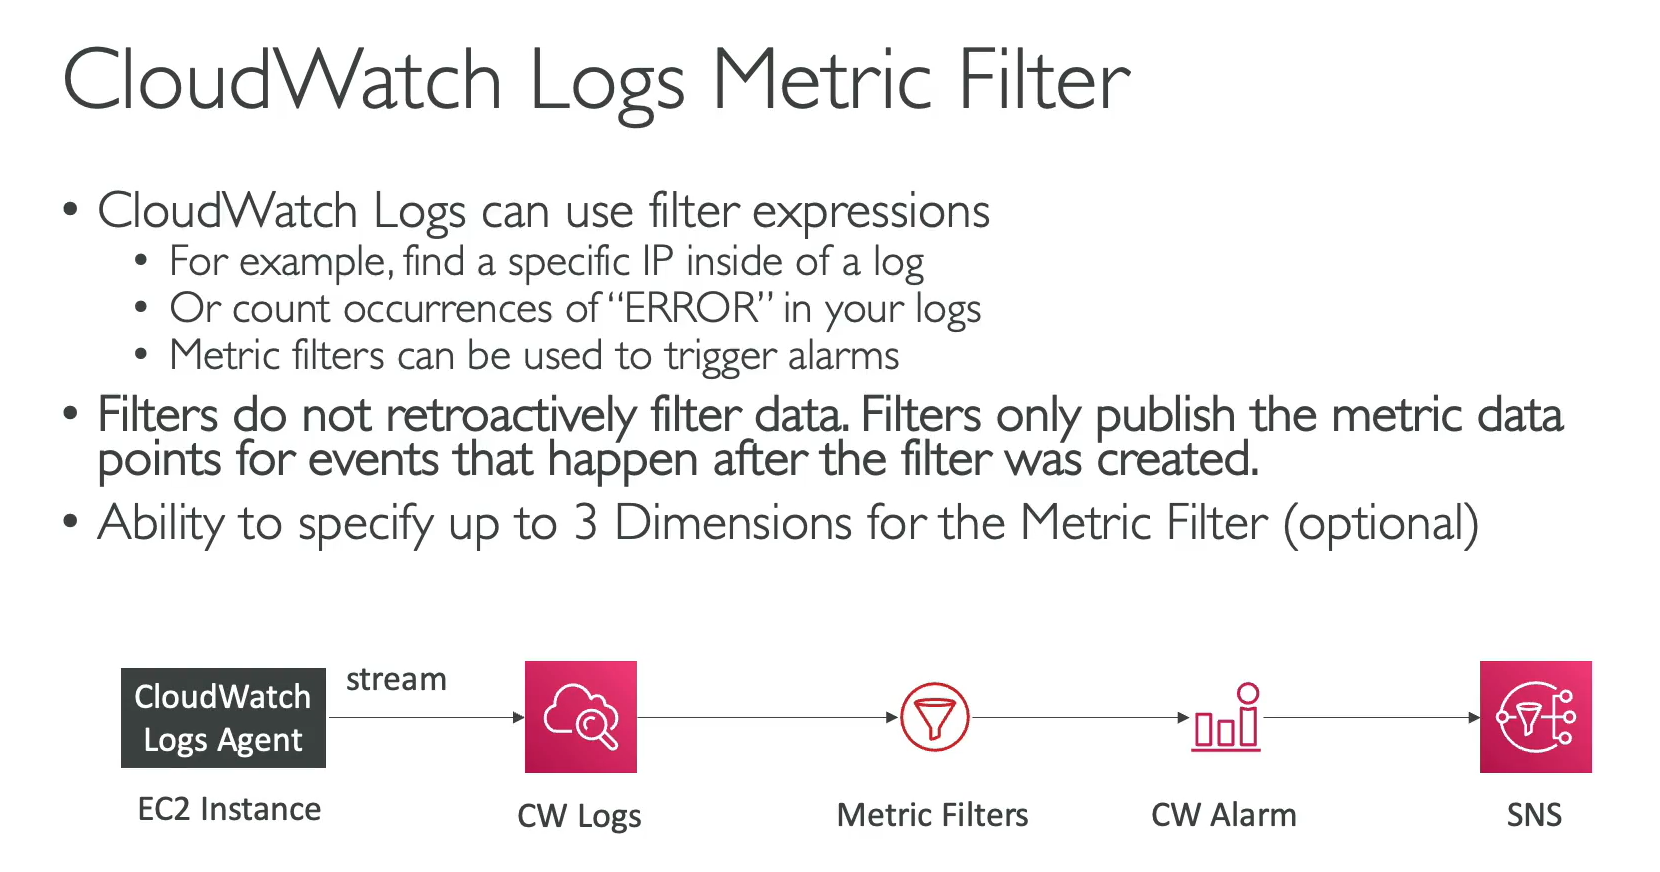 CloudWatch Logs Metric Filter
• CloudWatch Logs can use filter expressions
• For example, find a specific IP inside of a log
• Or count occurrences of “ERROR” in your logs
• Metric filters can be used to trigger alarms
• Filters do not retroactively filter data. Filters only publish the metric data
points for events that happen after the filter was created.
• Ability to specify up to 3 Dimensions for the Metric Filter (optional)
CloudWatch
Logs Agent
stream
EC2 Instance
CW Logs
Metric Filters
CW Alarm
SNS